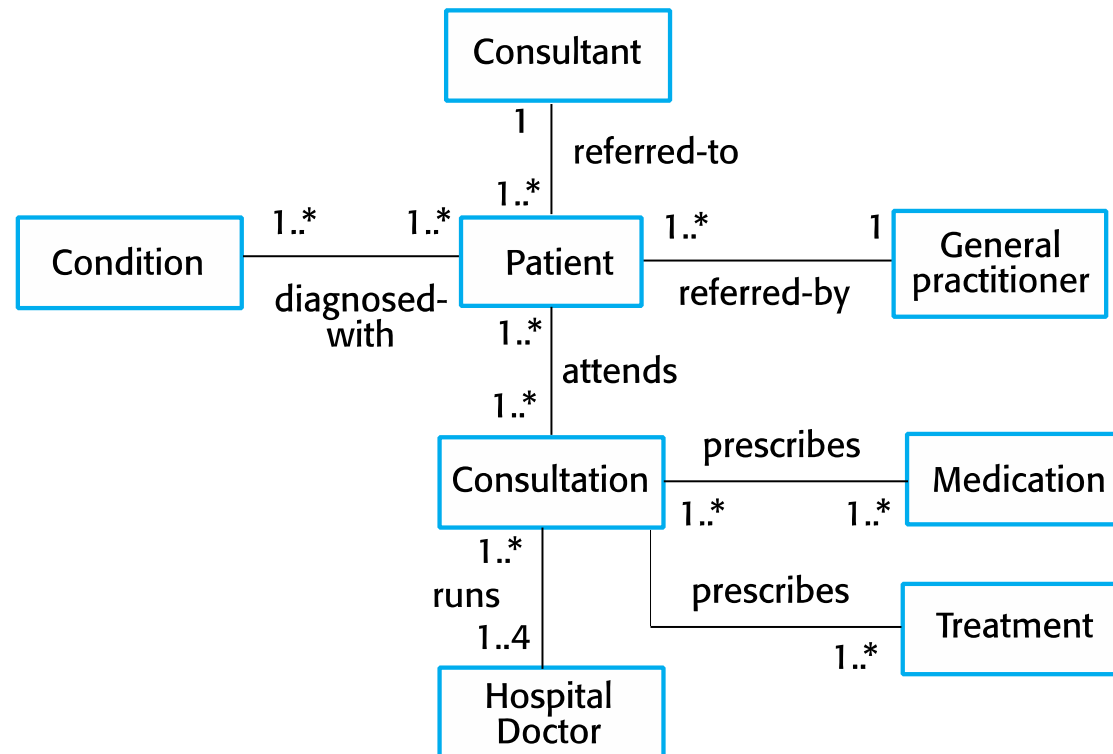 Consultant
1
referred-to
1..*
1..*
1..*
1..*
1
Condition
Patient
General
practitioner
diagnosed-
with
referred-by
1..*
attends
1..*
prescribes
Consultation
Medication
1..*
1..*
1..*
runs
prescribes
1..4
Treatment
1..*
Hospital
Doctor